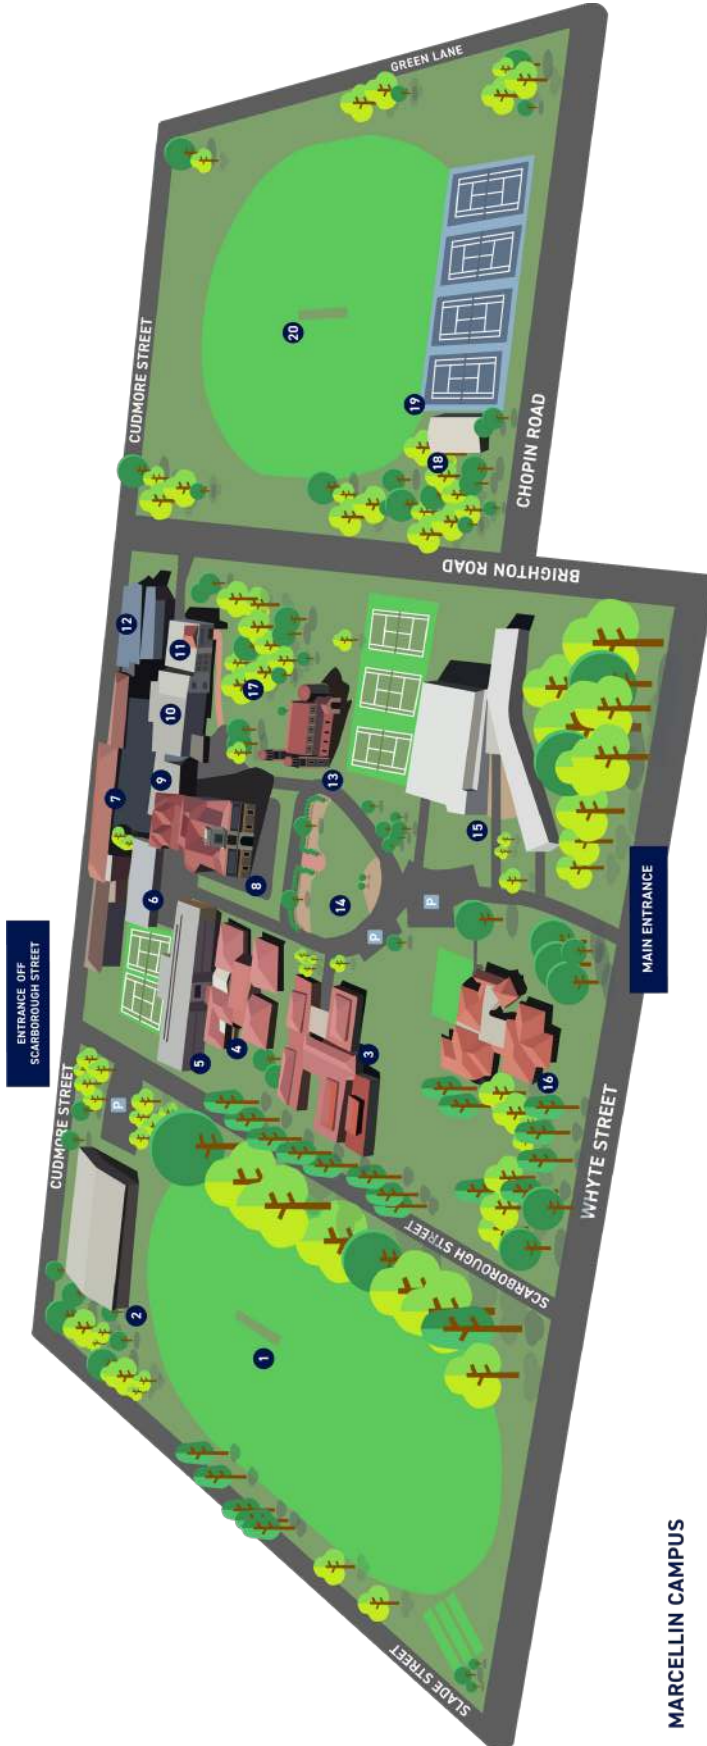 MARCELLIN CAMPUS
ENTRANCE OFF
SCARBOROUGH STREET
MAIN ENTRANCE
SLADE STREET
CUDMORE STREET
SCARBOROUGH STREET
WHYTE STREET
CUDMORE STREET
BRIGHTON ROAD
CHOPIN ROAD
GREEN LANE
1
2
3
4
5
6
7
8
9
10
11
12
13
14
15
16
17
18
19
20
P
P
P